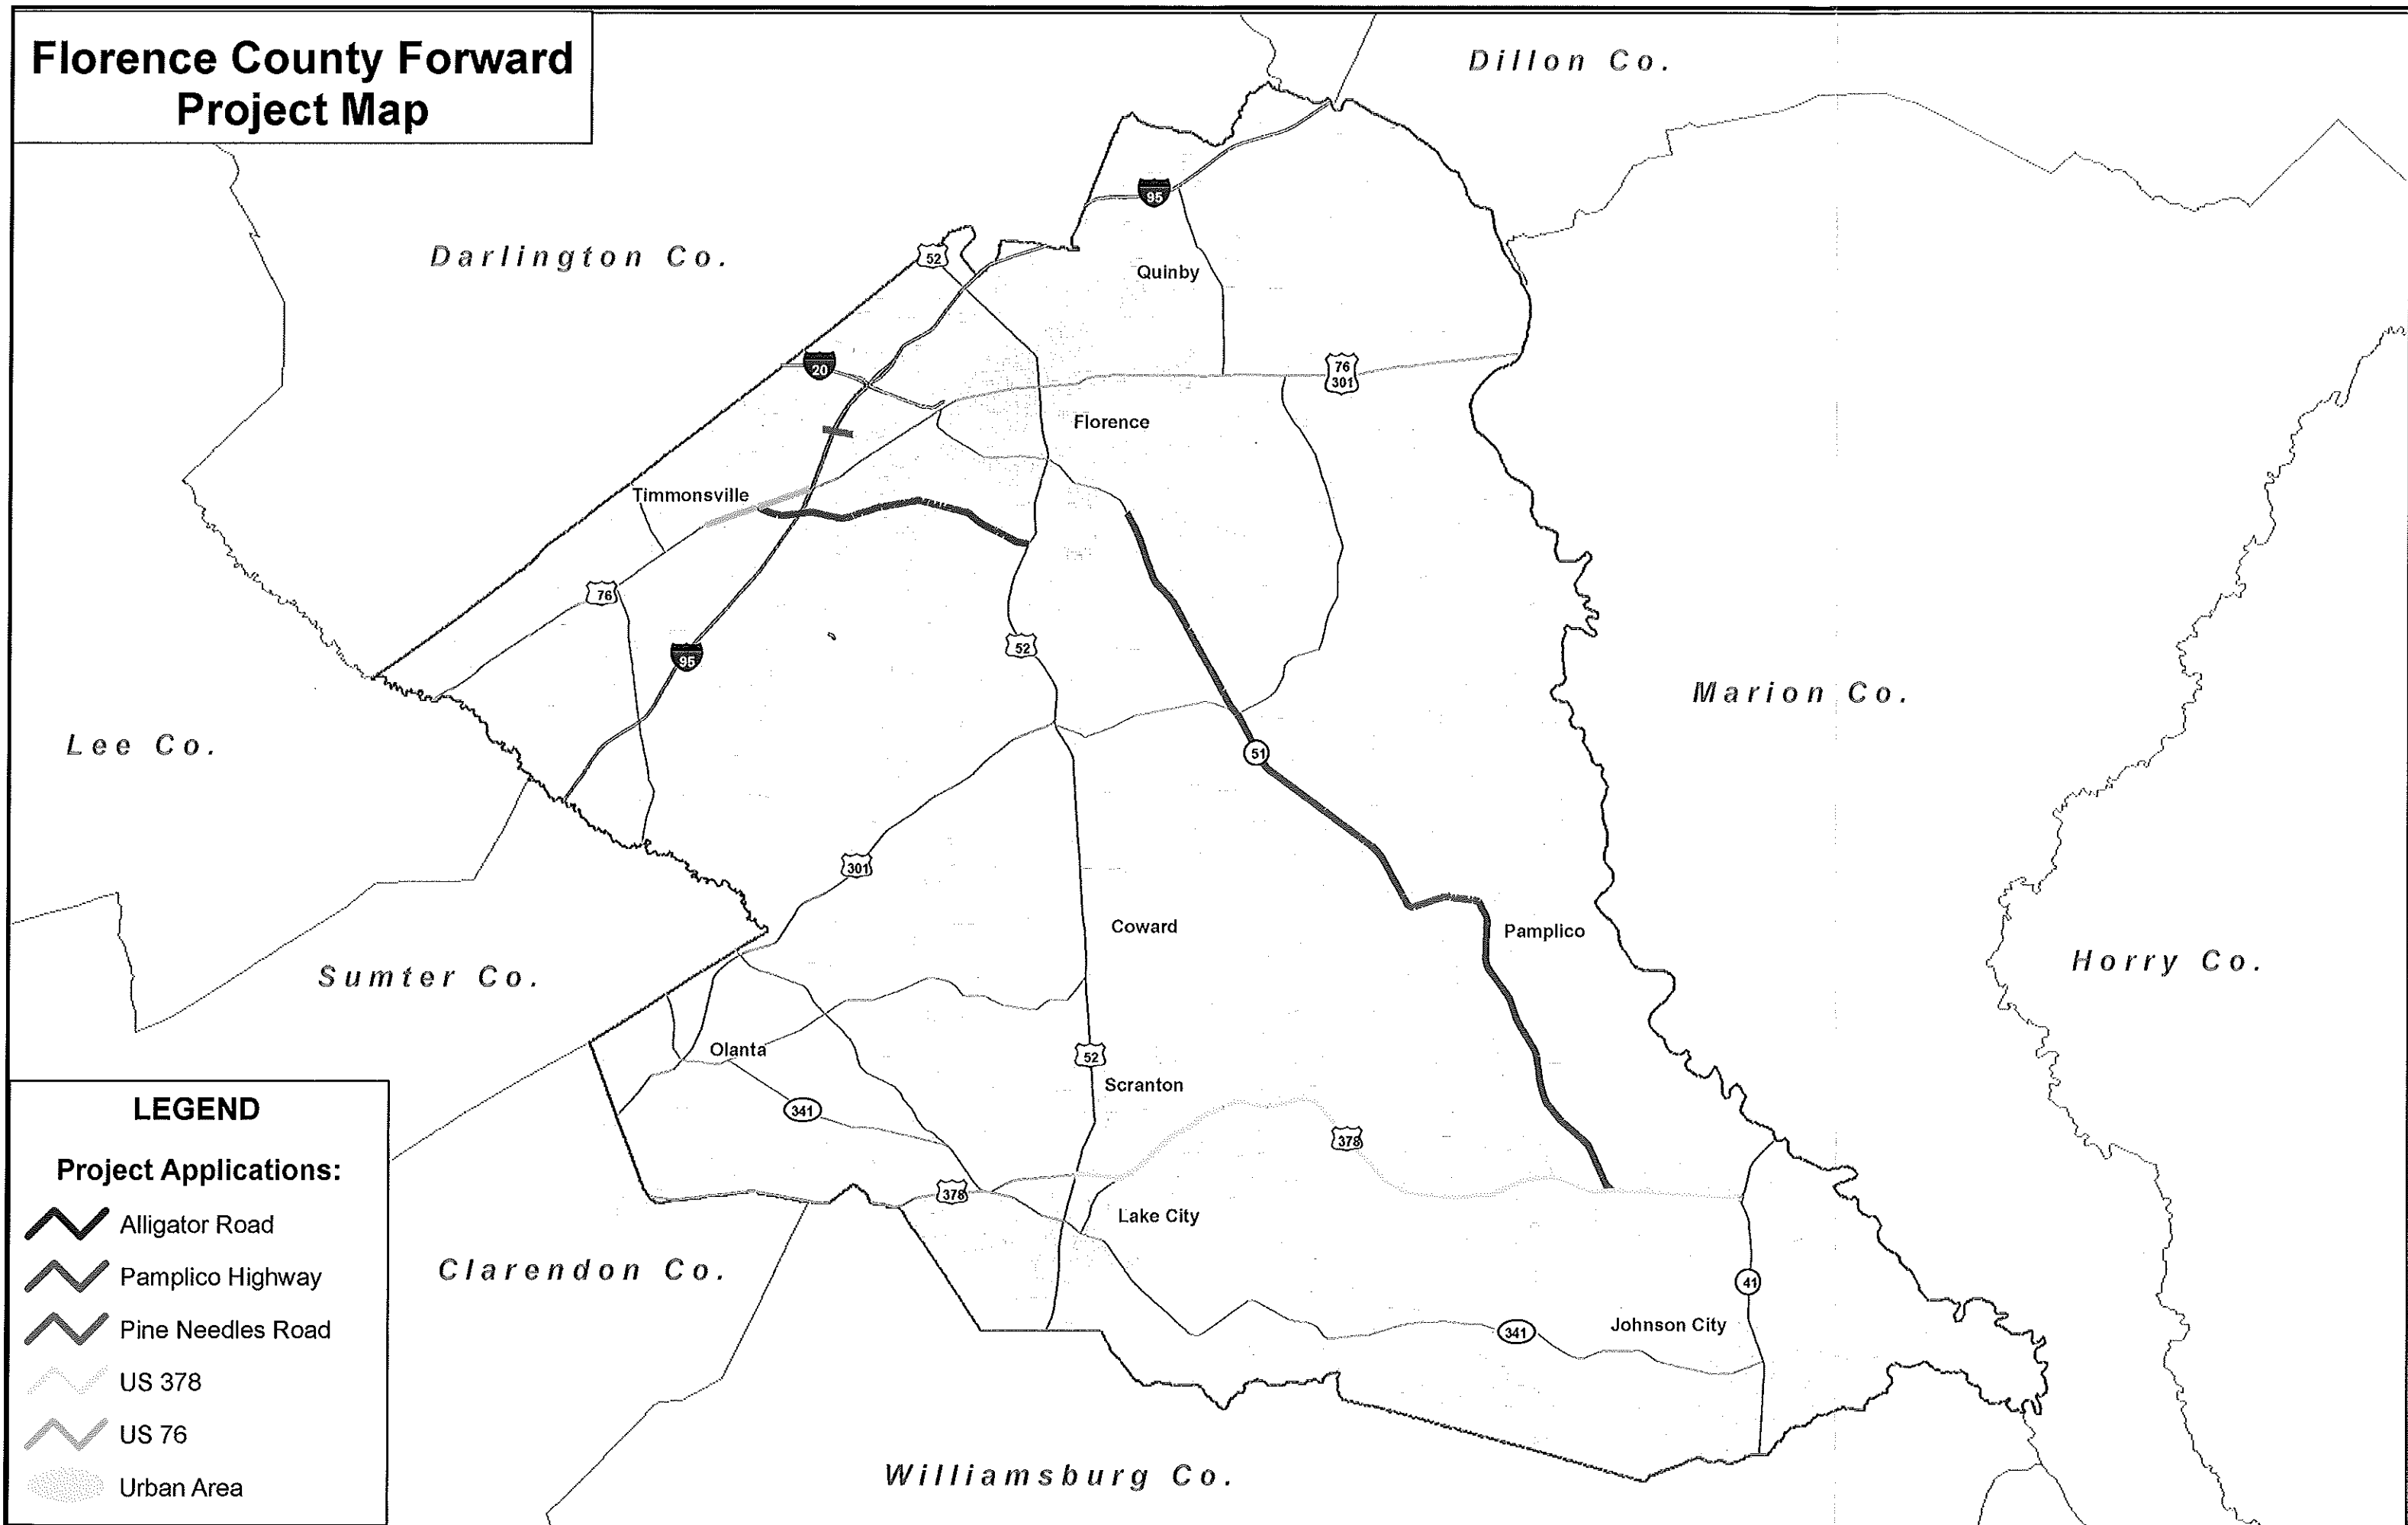 Florence County Forward
Project Map
Dillon Co.
95
Darlington Co.
52
Quinby
20
76
301
Florence
Timmonsville
76
52
95
Marion Co.
Lee Co.
51
301
Coward
Pamplico
Horry Co.
Sumter Co.
Olanta
52
Scranton
341
378
378
Lake City
Clarendon Co.
41
Johnson City
341
Williamsburg Co.
LEGEND
Project Applications:
Alligator Road
Pamplico Highway
Pine Needles Road
US 378
US 76
Urban Area